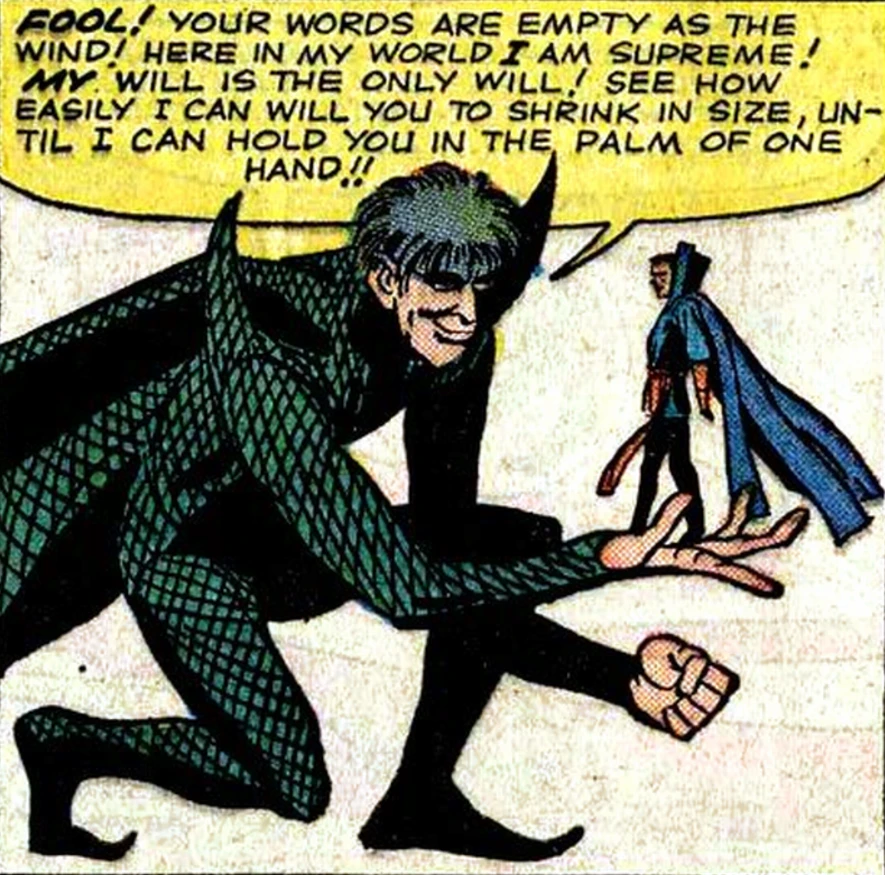 FOOL! YOUR WORDS ARE EMPTY AS THE
WIND! HERE IN MY WORLD I AM SUPREME!
MY WILL IS THE ONLY WILL! SEE HOW
EASILY I CAN WILL YOU TO SHRINK IN SIZE, UN-
TIL I CAN HOLD YOU IN THE PALM OF ONE
HAND!!